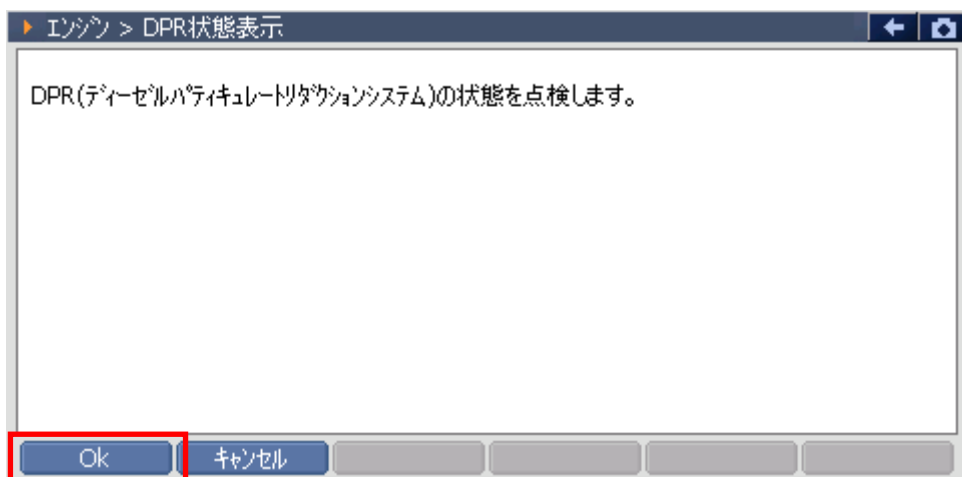 エンジン > DPR状態表示
DPR(ディーゼルパティキュレートリダクションシステム)の状態を点検します。
Ok
キャンセル